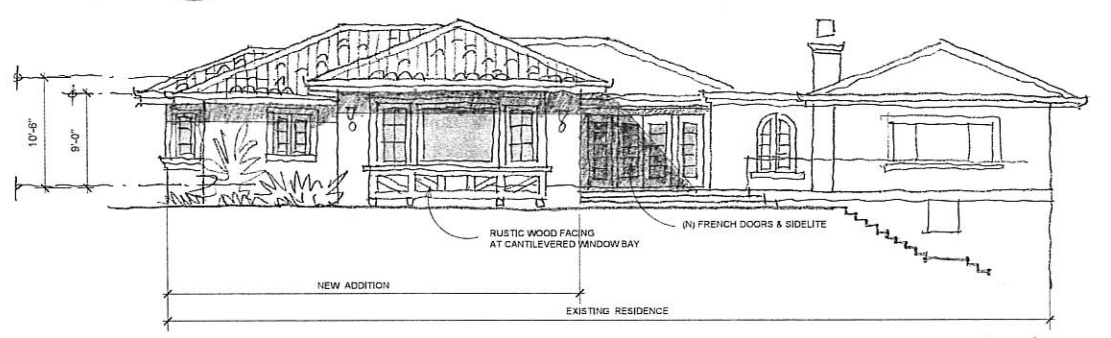 10'-6"
9'-0"
RUSTIC WOOD FACING
AT CANTILEVERED WINDOW BAY
(N) FRENCH DOORS & SIDELITE
NEW ADDITION
EXISTING RESIDENCE